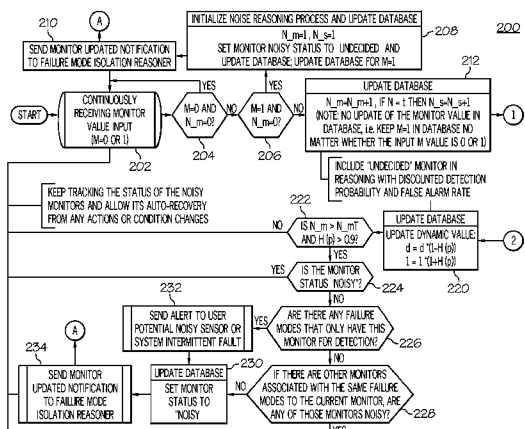 A
210
INITIALIZE NOISE REASONING PROCESS AND UPDATE DATABASE
N_m=1, N_s=1
SET MONITOR NOISY STATUS TO UNDECIDED AND
UPDATE DATABASE; UPDATE DATABASE FOR M=1
208
200
SEND MONITOR UPDATED NOTIFICATION
TO FAILURE MODE ISOLATION REASONER
YES
YES
212
START
CONTINUOUSLY
RECEIVING MONITOR
VALUE INPUT
(M=0 OR 1)
202
M=0 AND
N_m=0?
204
NO
M=1 AND
N_m=0?
206
NO
UPDATE DATABASE
N_m=N_m+1, IF N = t THEN N_s=N_s+1
(NOTE: NO UPDATE OF THE MONITOR VALUE IN
DATABASE, i.e. KEEP M=1 IN DATABASE NO
MATTER WHETHER THE INPUT M VALUE IS 0 OR 1)
1
INCLUDE "UNDECIDED" MONITOR IN
REASONING WITH DISCOUNTED DETECTION
PROBABILITY AND FALSE ALARM RATE
KEEP TRACKING THE STATUS OF THE NOISY
MONITORS AND ALLOW ITS AUTO-RECOVERY
FROM ANY ACTIONS OR CONDITION CHANGES
222
NO
IS N_m > N_mT
AND H (p) > 0.9?
YES
UPDATE DATABASE
UPDATE DYNAMIC VALUE:
d = d *(1-H (p))
1 = 1 *(1+H (p))
220
2
YES
IS THE MONITOR
STATUS "NOISY"?
224
NO
232
A
234
SEND ALERT TO USER
POTENTIAL NOISY SENSOR OR
SYSTEM INTERMITTENT FAULT
YES
ARE THERE ANY FAILURE
MODES THAT ONLY HAVE THIS
MONITOR FOR DETECTION?
226
NO
230
SEND MONITOR
UPDATED NOTIFICATION
TO FAILURE MODE
ISOLATION REASONER
UPDATE DATABASE
SET MONITOR
STATUS TO
"NOISY
NO
IF THERE ARE OTHER MONITORS
ASSOCIATED WITH THE SAME FAILURE
MODES TO THE CURRENT MONITOR, ARE
ANY OF THOSE MONITORS NOISY?
228
YES